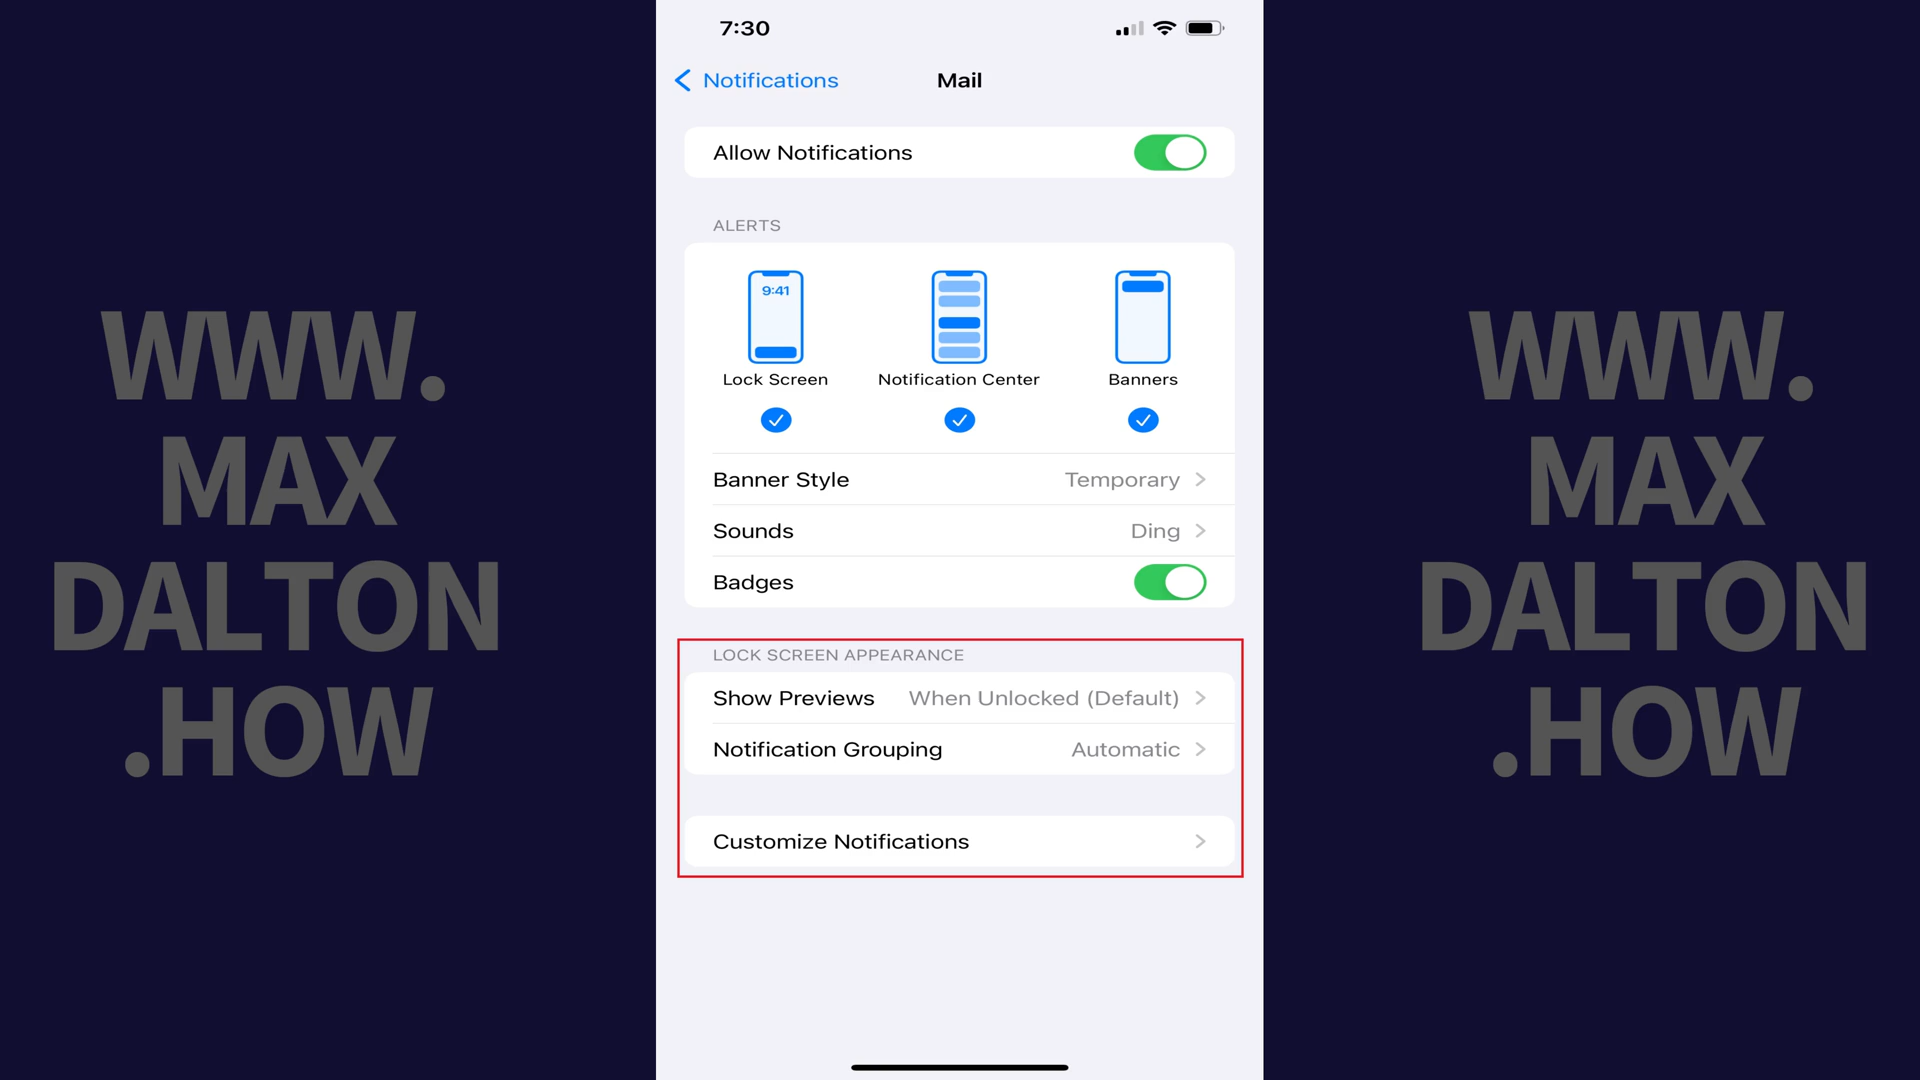 WWW.
MAX
DALTON
.HOW
7:30
Notifications
Mail
Allow Notifications
ALERTS
9:41
Lock Screen
Notification Center
Banners
Banner Style Temporary
Sounds Ding
Badges
LOCK SCREEN APPEARANCE
Show Previews When Unlocked (Default)
Notification Grouping Automatic
Customize Notifications
WWW.
MAX
DALTON
.HOW